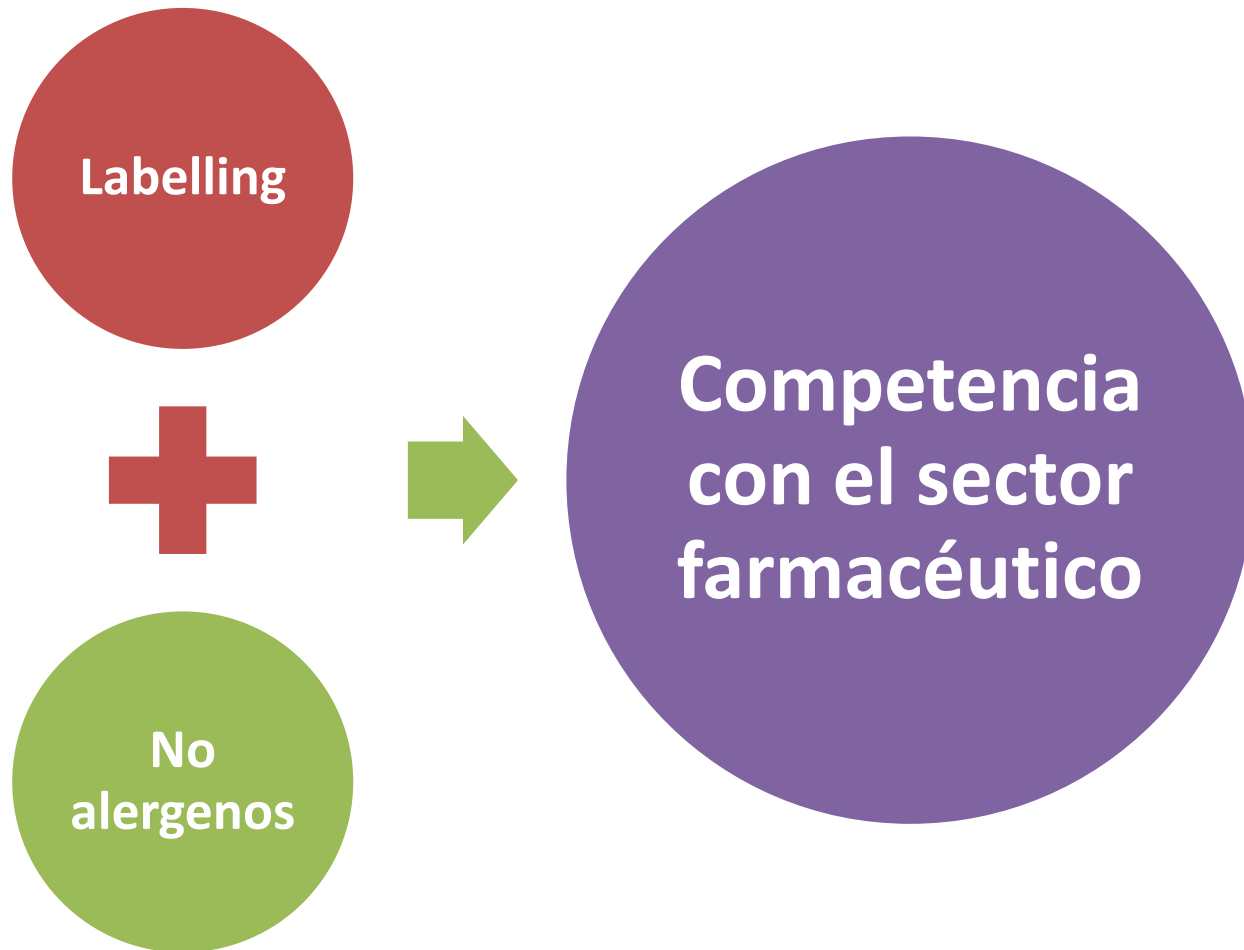 Labelling
No
alergenos
Competencia
con el sector
farmacéutico